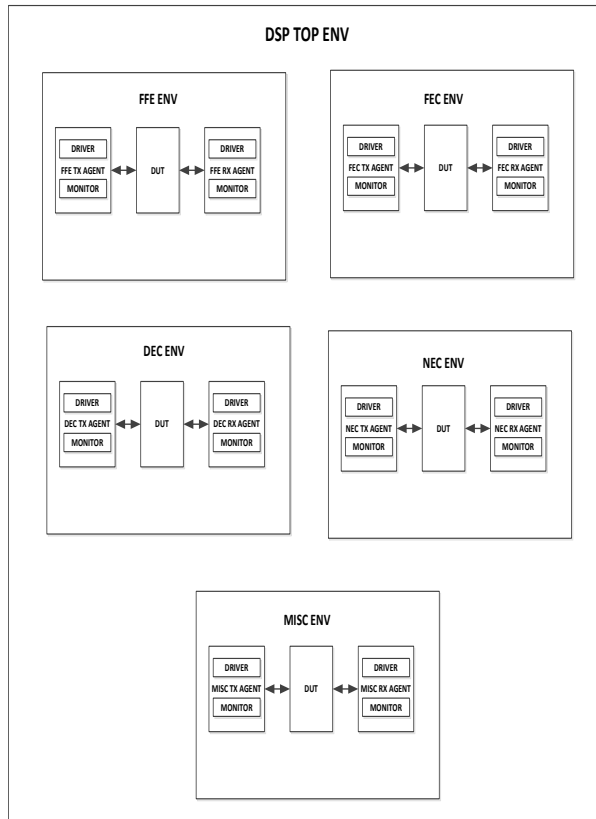 DSP TOP ENV
FFE ENV
DRIVER
FFE TX AGENT
MONITOR
DUT
DRIVER
FFE RX AGENT
MONITOR
FEC ENV
DRIVER
FEC TX AGENT
MONITOR
DUT
DRIVER
FEC RX AGENT
MONITOR
DEC ENV
DRIVER
DEC TX AGENT
MONITOR
DUT
DRIVER
DEC RX AGENT
MONITOR
NEC ENV
DRIVER
NEC TX AGENT
MONITOR
DUT
DRIVER
NEC RX AGENT
MONITOR
MISC ENV
DRIVER
MISC TX AGENT
MONITOR
DUT
DRIVER
MISC RX AGENT
MONITOR